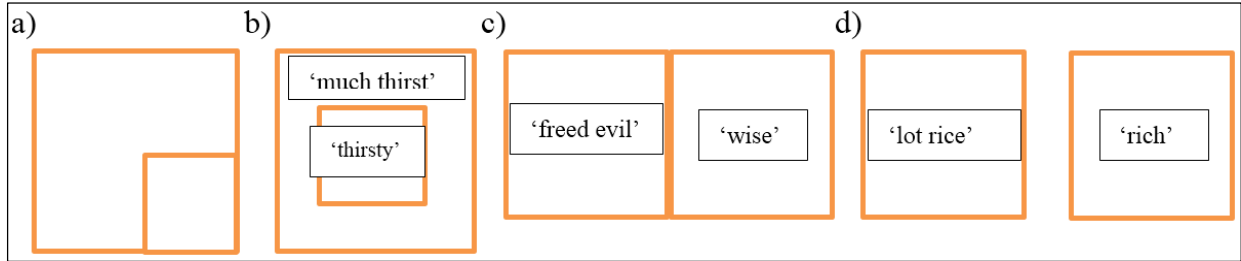 a)
b)
c)
d)
‘much thirst’
‘thirsty’
‘freed evil’
‘wise’
‘lot rice’
‘rich’